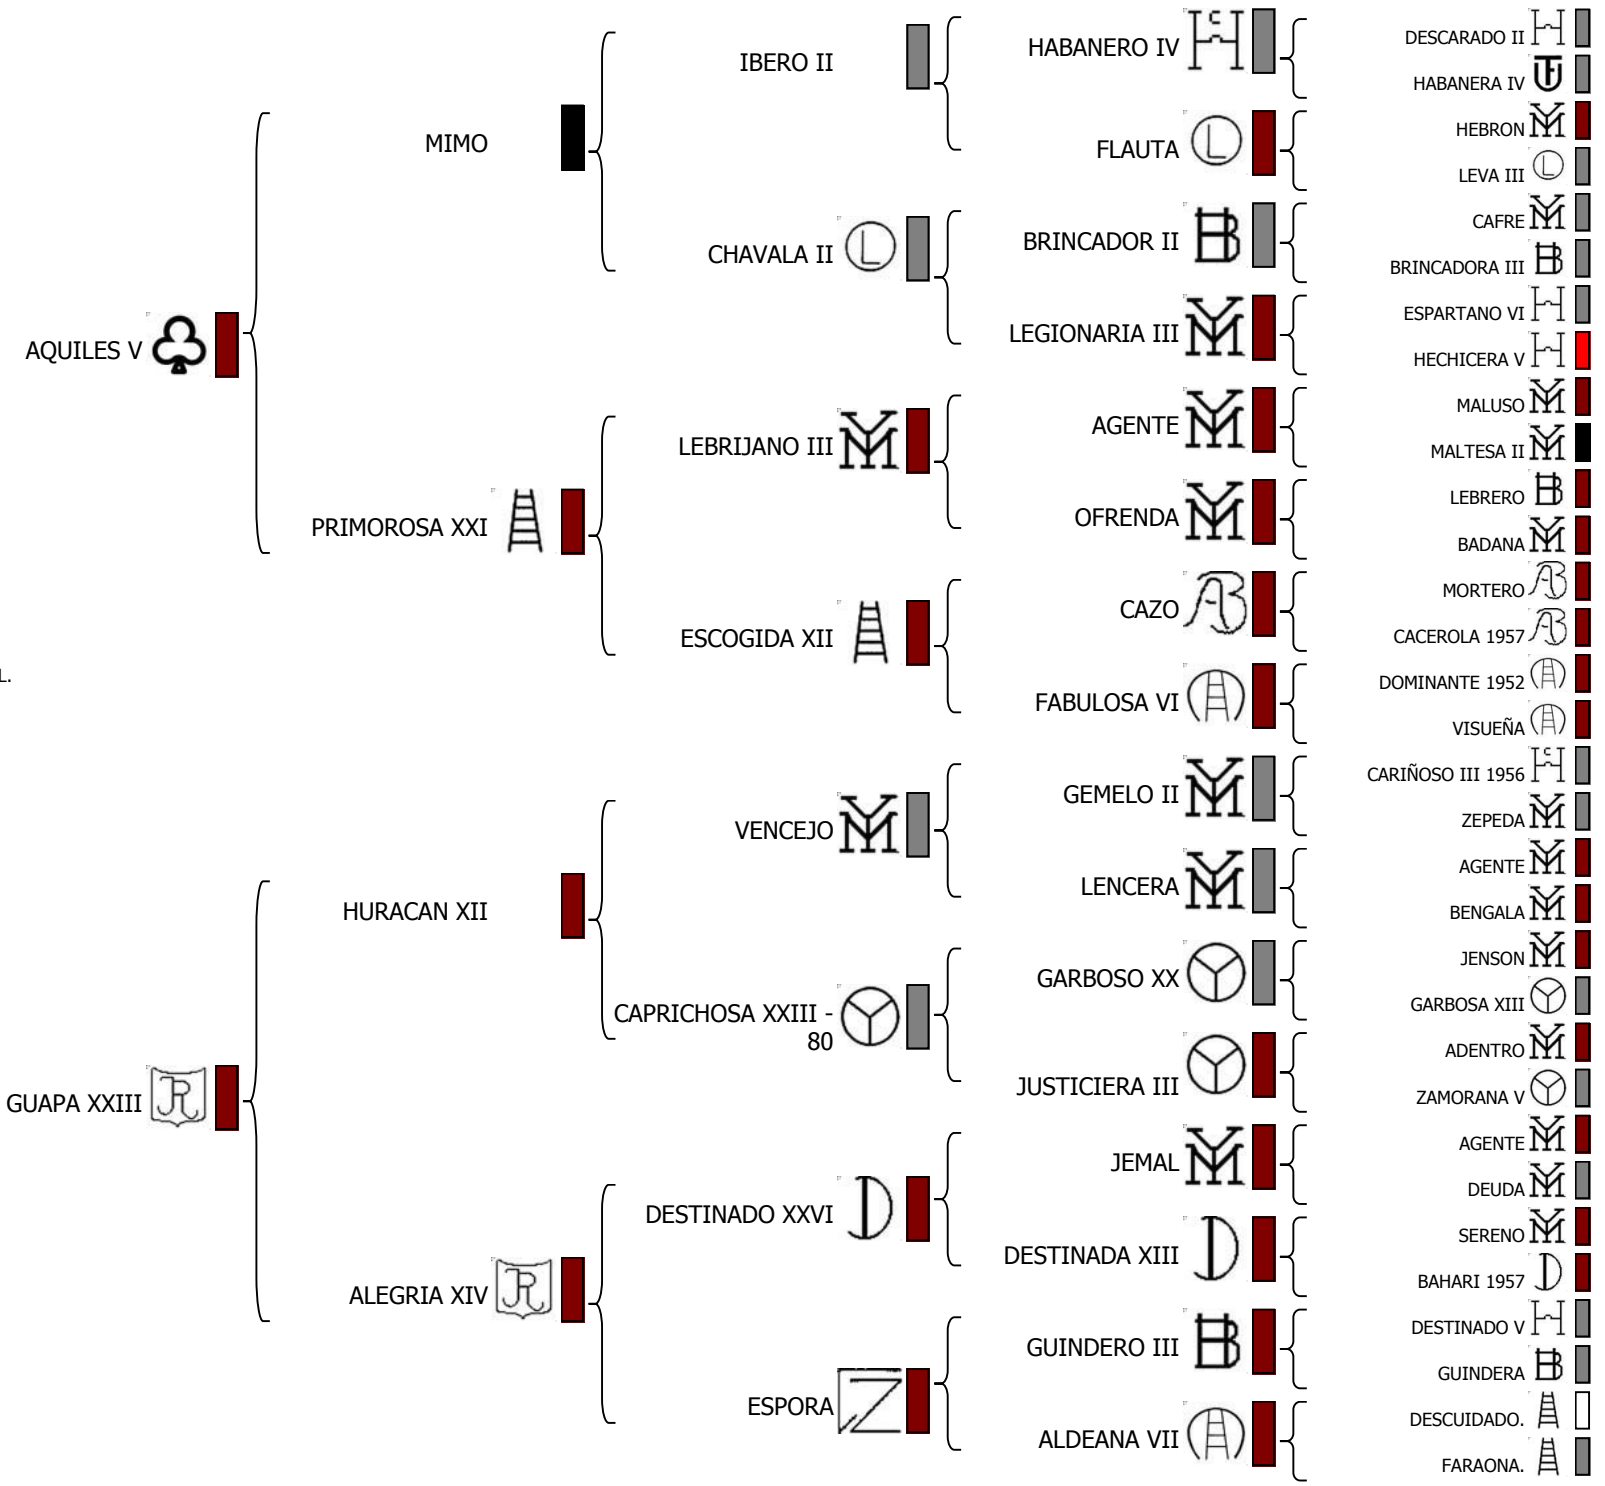 AQUILES V
GUAPA XXIII
L.
MIMO
PRIMOROSA XXI
HURACAN XII
ALEGRIA XIV
IBERO II
CHAVALA II
LEBRIJANO III
ESCOGIDA XII
VENCEJO
CAPRICHOSA XXIII -
80
DESTINADO XXVI
ESPORA
HABANERO IV
FLAUTA
BRINCADOR II
LEGIONARIA III
AGENTE
OFRENDA
CAZO
FABULOSA VI
GEMELO II
LENCERA
GARBOSO XX
JUSTICIERA III
JEMAL
DESTINADA XIII
GUINDERO III
ALDEANA VII
DESCARADO II
HABANERA IV
HEBRON
LEVA III
CAFRE
BRINCADORA III
ESPARTANO VI
HECHICERA V
MALUSO
MALTESA II
LEBRERO
BADANA
MORTERO
CACEROLA 1957
DOMINANTE 1952
VISUEÑA
CARIÑOSO III 1956
ZEPEDA
AGENTE
BENGALA
JENSON
GARBOSA XIII
ADENTRO
ZAMORANA V
AGENTE
DEUDA
SERENO
BAHARI 1957
DESTINADO V
GUINDERA
DESCUIDADO.
FARAONA.